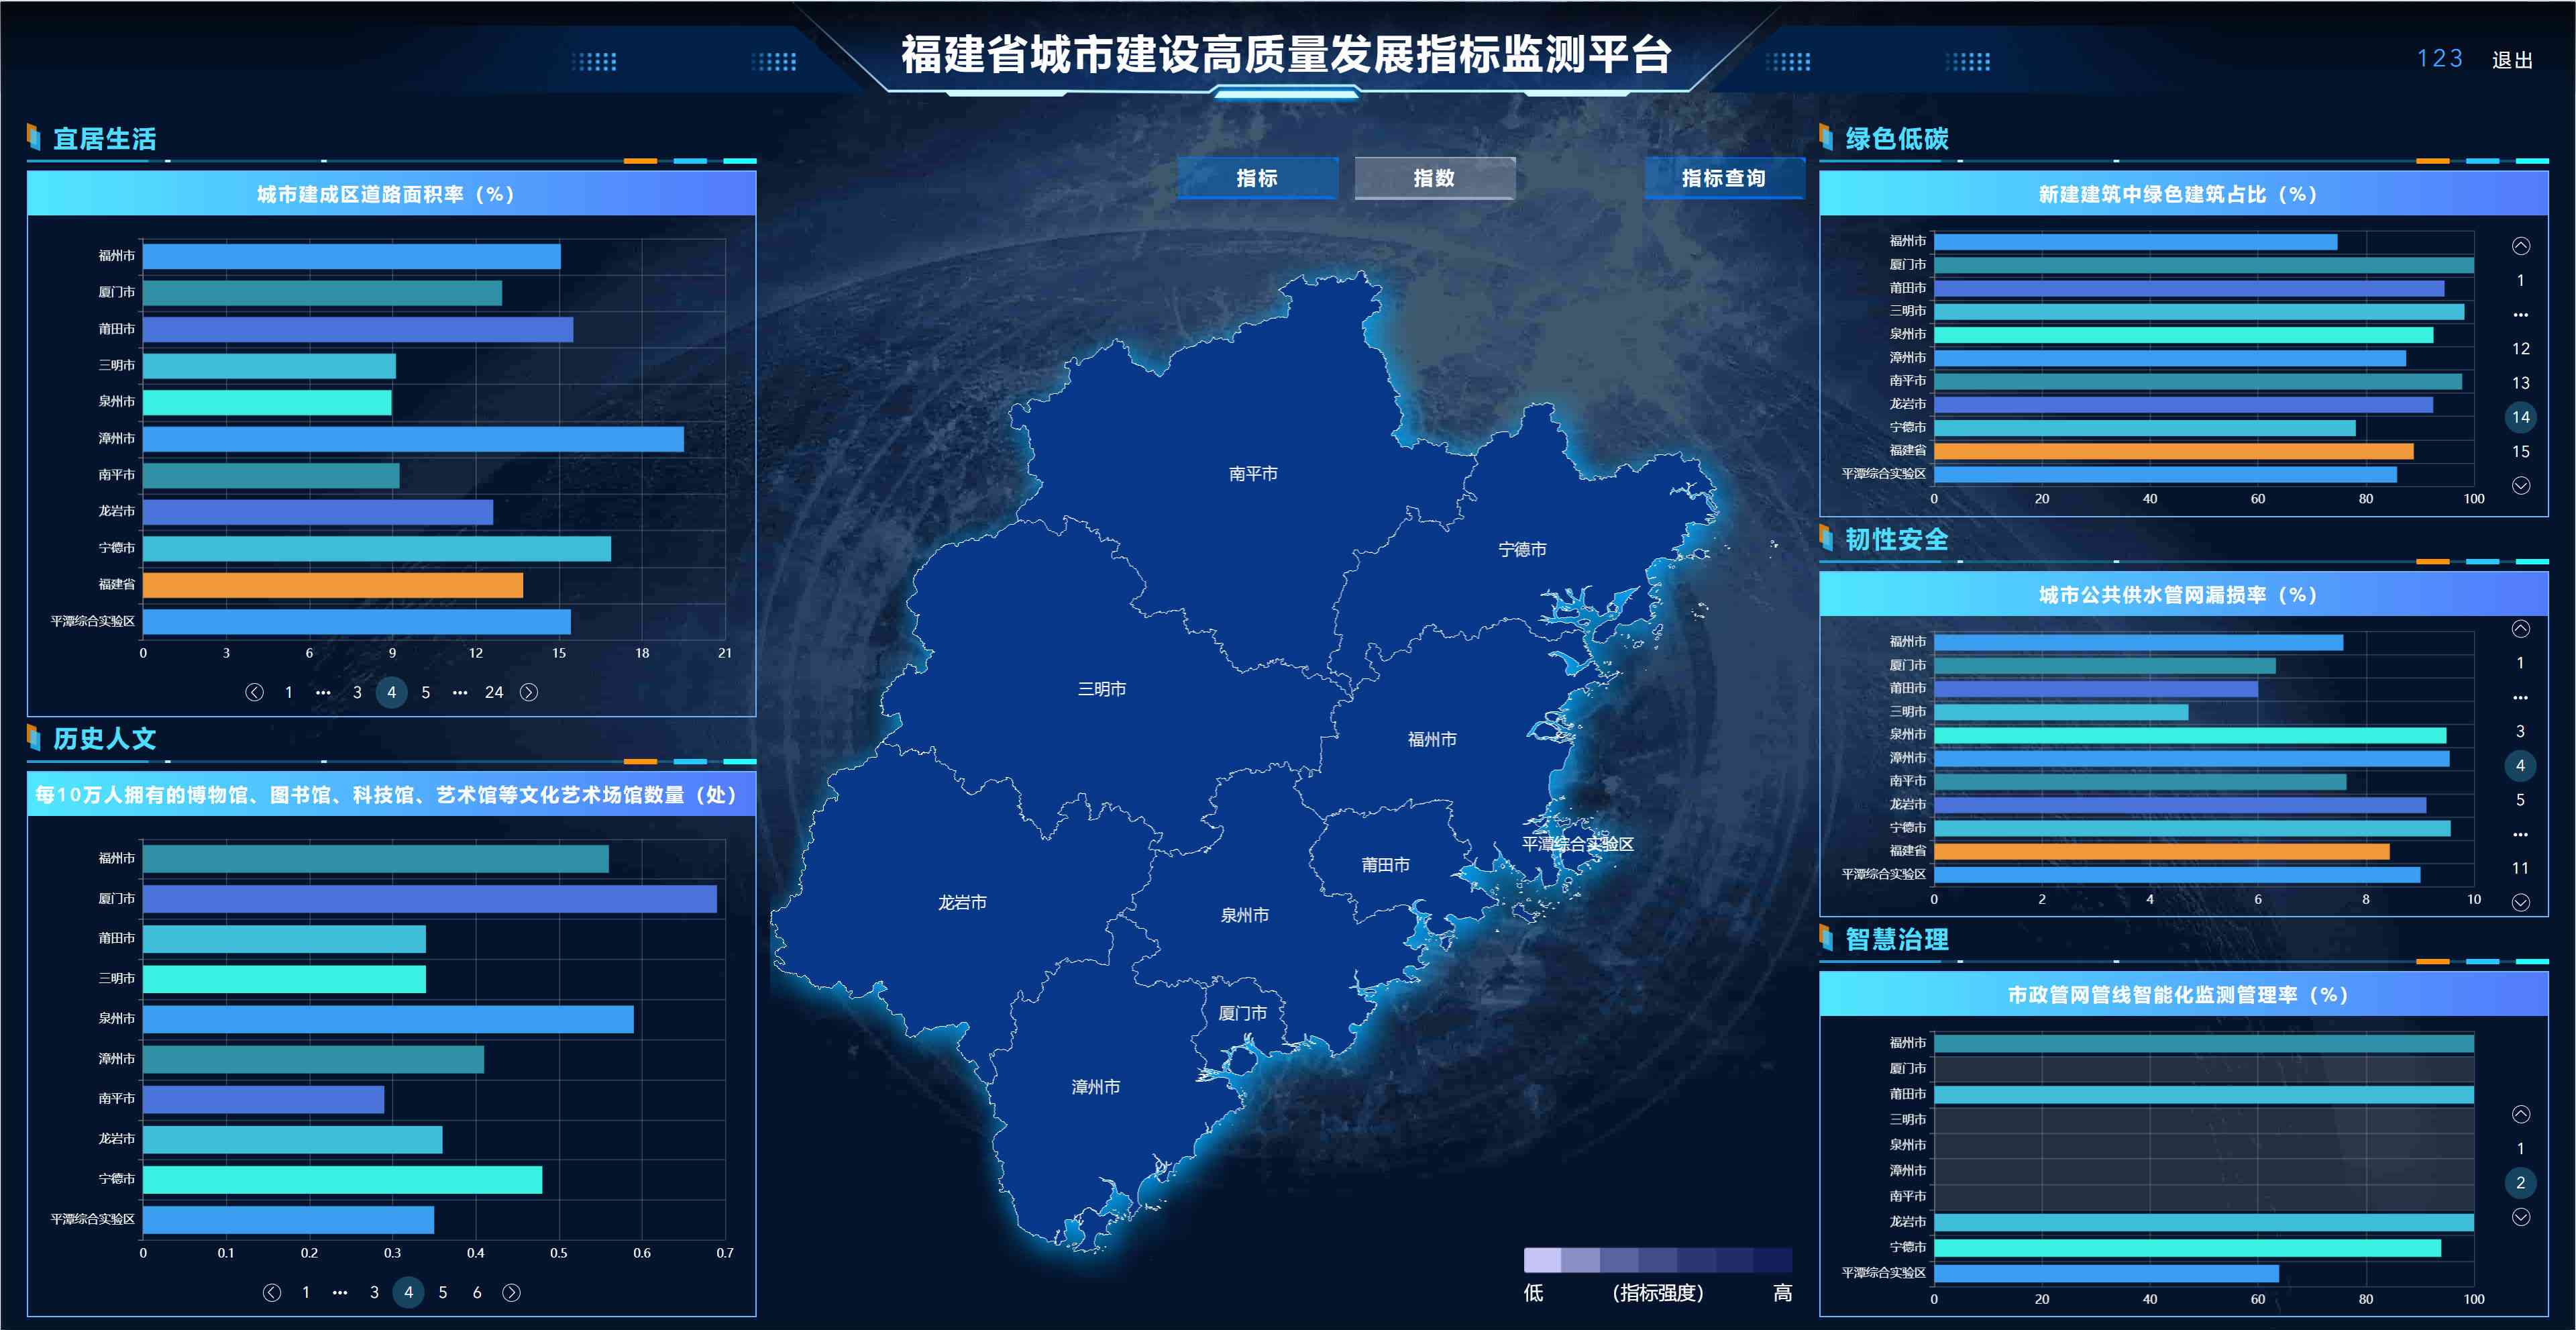 福建省城市建设高质量发展指标监测平台
123 退出
宜居生活
城市建成区道路面积率（%）
福州市
厦门市
莆田市
三明市
泉州市
漳州市
南平市
龙岩市
宁德市
福建省
平潭综合实验区
0 3 6 9 12 15 18 21
1 ••• 3 4 5 ••• 24
历史人文
每10万人拥有的博物馆、图书馆、科技馆、艺术馆等文化艺术场馆数量（处）
福州市
厦门市
莆田市
三明市
泉州市
漳州市
南平市
龙岩市
宁德市
平潭综合实验区
0 0.1 0.2 0.3 0.4 0.5 0.6 0.7
1 ••• 3 4 5 6
指标 指数 指标查询
南平市
宁德市
三明市
福州市
平潭综合实验区
莆田市
龙岩市
泉州市
厦门市
漳州市
低 (指标强度) 高
绿色低碳
新建建筑中绿色建筑占比（%）
福州市
厦门市
莆田市
三明市
泉州市
漳州市
南平市
龙岩市
宁德市
福建省
平潭综合实验区
0 20 40 60 80 100
1
•••
12
13
14
15
韧性安全
城市公共供水管网漏损率（%）
福州市
厦门市
莆田市
三明市
泉州市
漳州市
南平市
龙岩市
宁德市
福建省
平潭综合实验区
0 2 4 6 8 10
1
•••
3
4
5
•••
11
智慧治理
市政管网管线智能化监测管理率（%）
福州市
厦门市
莆田市
三明市
泉州市
漳州市
南平市
龙岩市
宁德市
平潭综合实验区
0 20 40 60 80 100
1
2